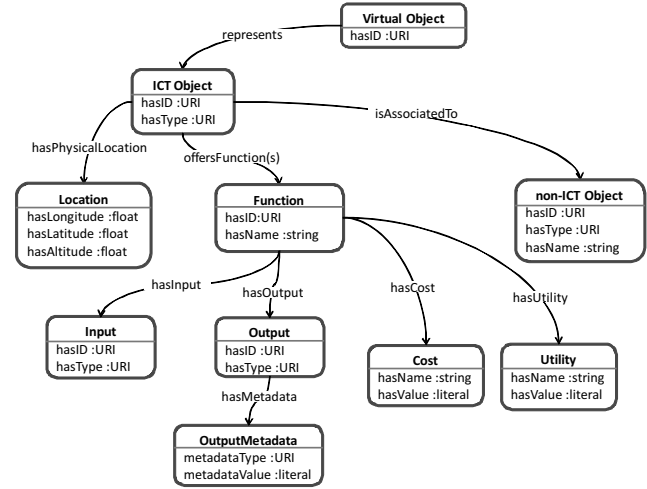 Virtual Object
hasID :URI
represents
ICT Object
hasID :URI
hasType :URI
isAssociatedTo
hasPhysicalLocation
offersFunction(s)
Location
hasLongitude :float
hasLatitude :float
hasAltitude :float
Function
hasID:URI
hasName :string
non-ICT Object
hasID :URI
hasType :URI
hasName :string
hasInput
hasOutput
hasCost
hasUtility
Input
hasID :URI
hasType :URI
Output
hasID :URI
hasType :URI
Cost
hasName :string
hasValue :literal
Utility
hasName :string
hasValue :literal
hasMetadata
OutputMetadata
metadataType :URI
metadataValue :literal